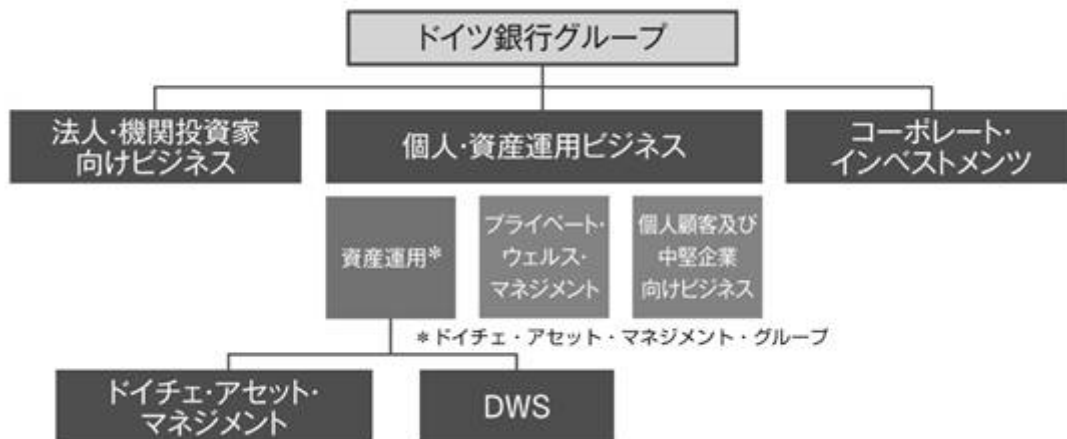 ドイツ銀行グループ
法人・機関投資家
向けビジネス
個人・資産運用ビジネス
コーポレート・
インベストメンツ
資産運用*
プライベート・
ウェルス・
マネジメント
個人顧客及び
中堅企業
向けビジネス
*ドイチェ・アセット・マネジメント・グループ
ドイチェ・アセット・
マネジメント
DWS